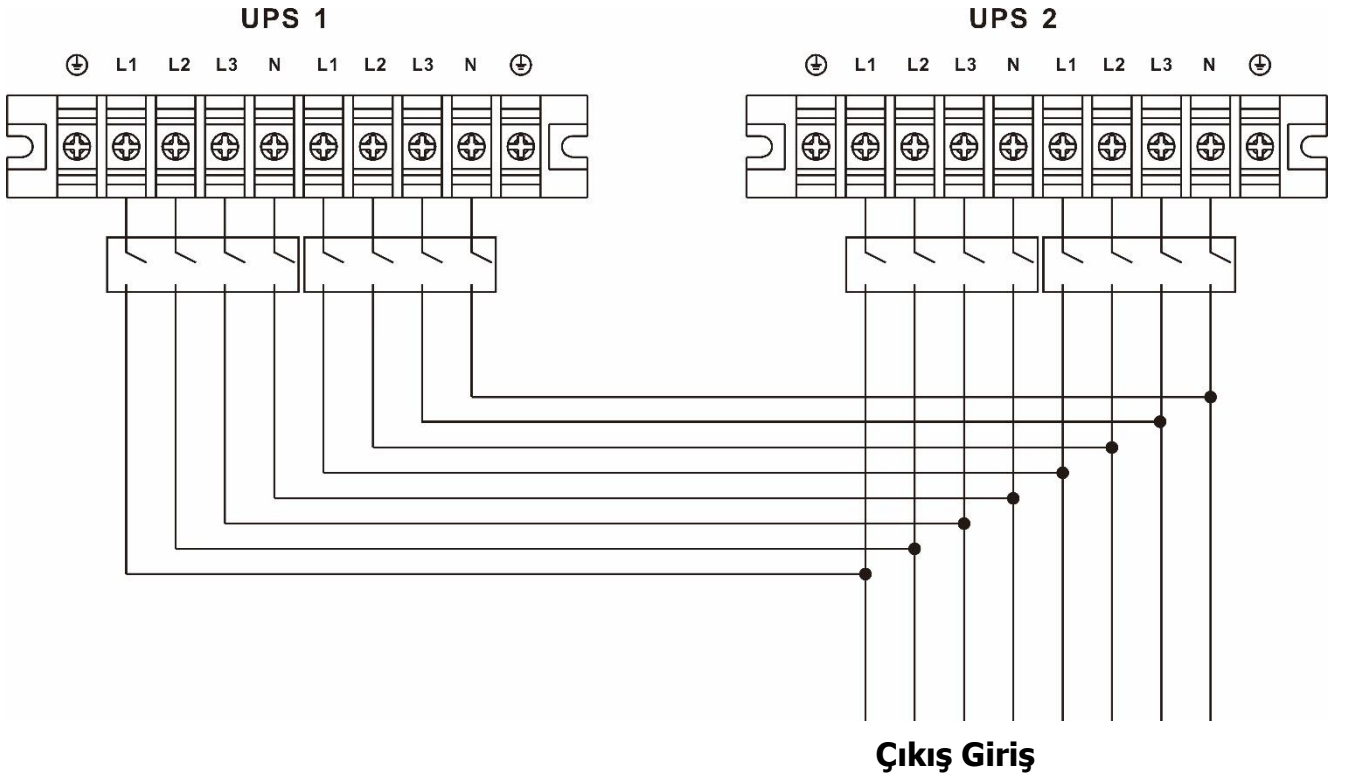 UPS 1 UPS 2
⏚ L1 L2 L3 N L1 L2 L3 N ⏚ ⏚ L1 L2 L3 N L1 L2 L3 N ⏚
Çıkış Giriş